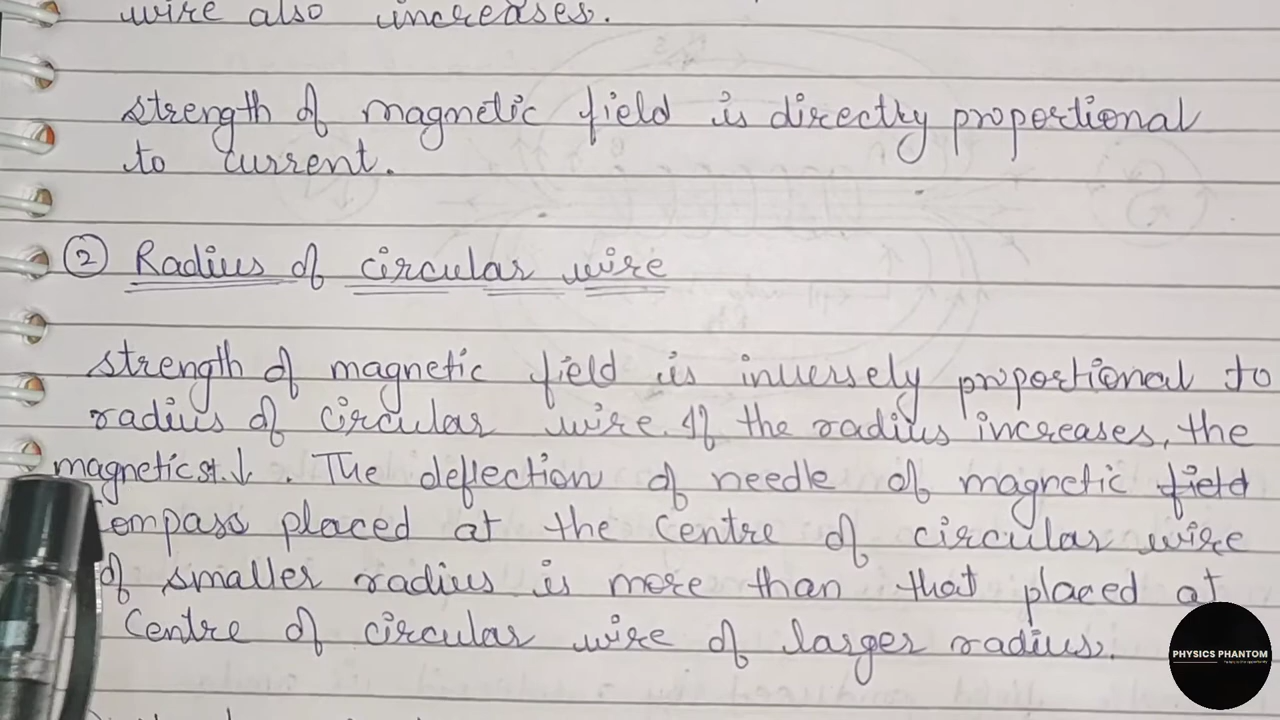 wire also increases.
strength of magnetic field is directly proportional
to current.
② Radius of circular wire
strength of magnetic field is inversely proportional to
radius of circular wire. If the radius increases, the
magnetic st. ↓. The deflection of needle of magnetic field
compass placed at the centre of circular wire
of smaller radius is more than that placed at
Centre of circular wire of larger radius.
PHYSICS PHANTOM